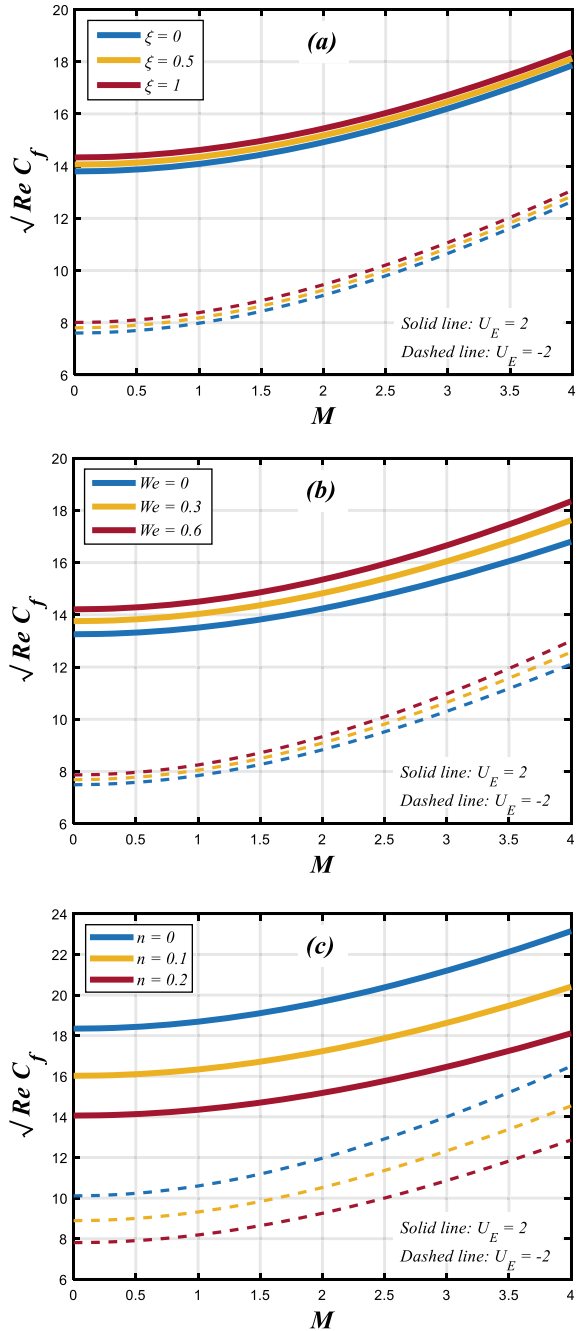 20
18
16
14
12
10
8
6
√Re C_f
ξ = 0
ξ = 0.5
ξ = 1
(a)
Solid line: U_E = 2
Dashed line: U_E = -2
0 0.5 1 1.5 2 2.5 3 3.5 4
M
20
18
16
14
12
10
8
6
√Re C_f
We = 0
We = 0.3
We = 0.6
(b)
Solid line: U_E = 2
Dashed line: U_E = -2
0 0.5 1 1.5 2 2.5 3 3.5 4
M
24
22
20
18
16
14
12
10
8
6
√Re C_f
n = 0
n = 0.1
n = 0.2
(c)
Solid line: U_E = 2
Dashed line: U_E = -2
0 0.5 1 1.5 2 2.5 3 3.5 4
M